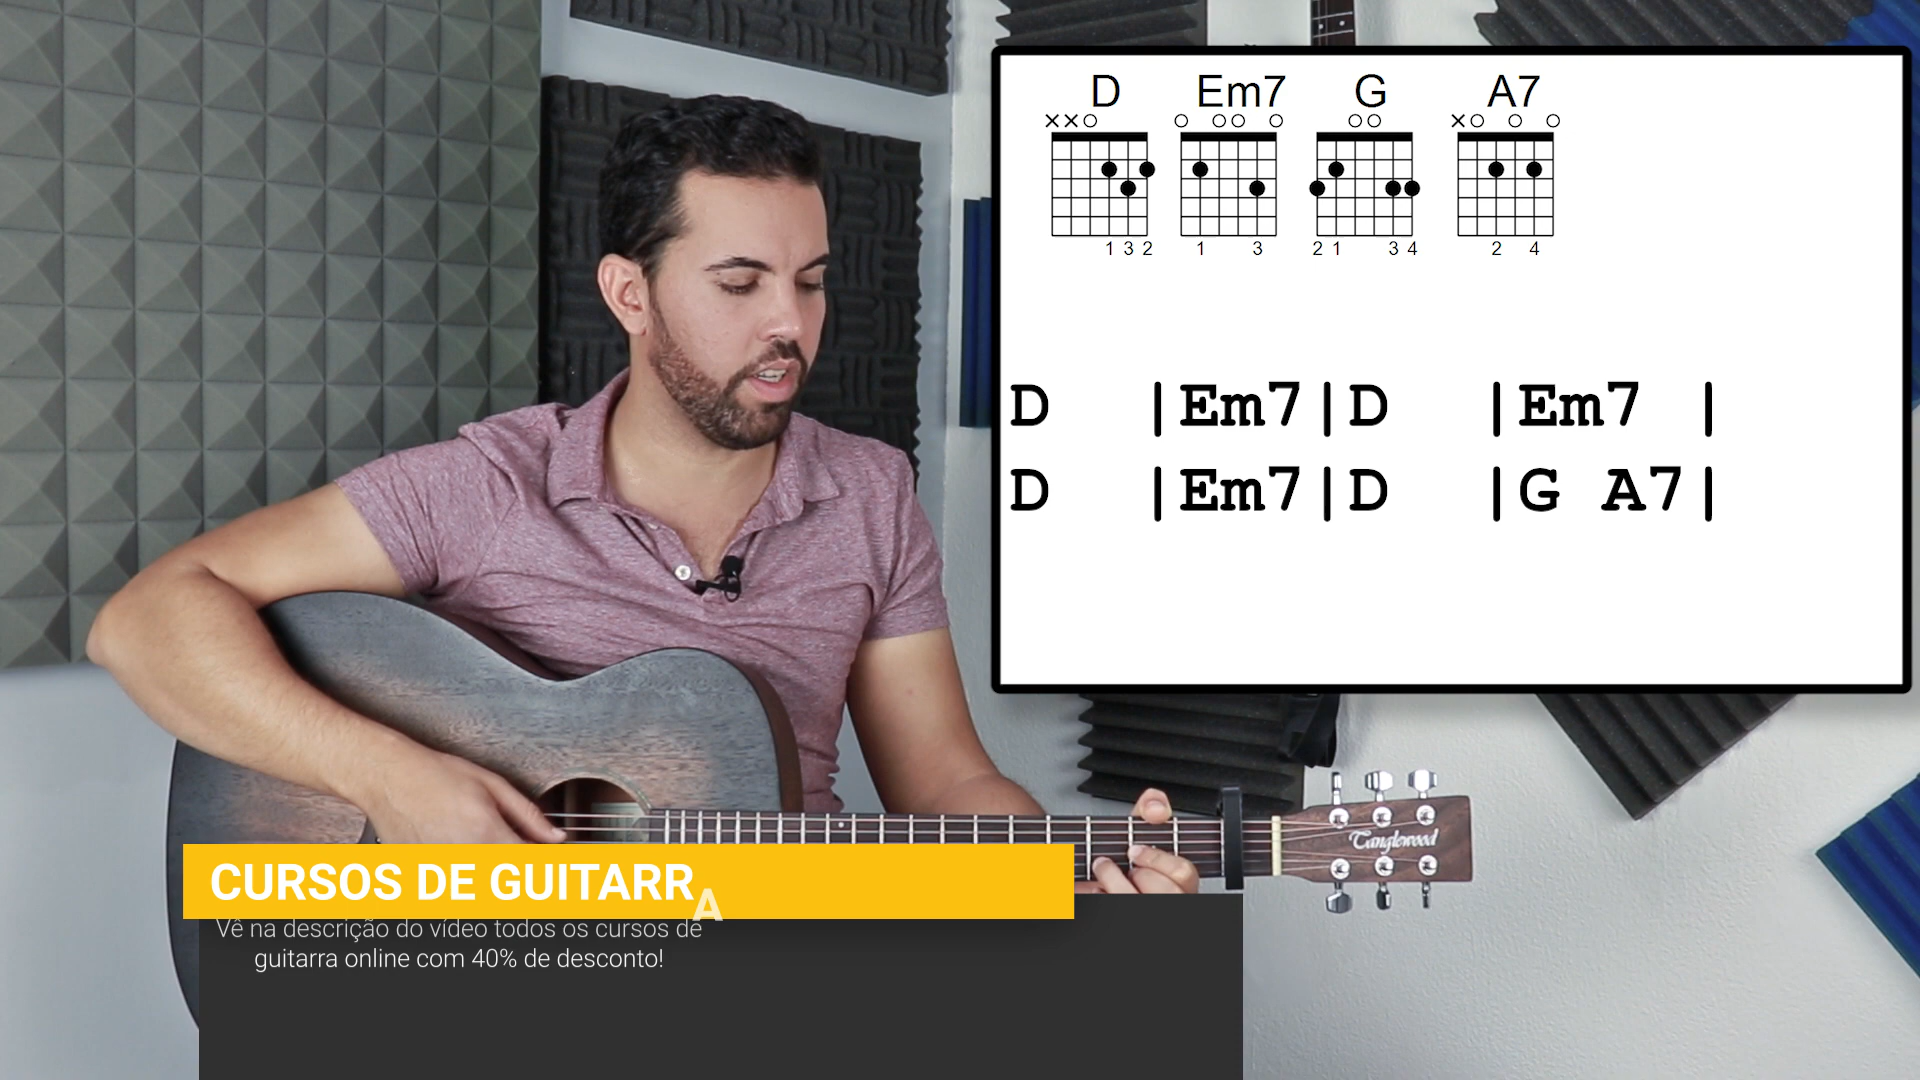 D Em7 G A7
××○ ○ ○○ ○ ○○ ×○ ○ ○
1 3 2 1 3 2 1 3 4 2 4
D |Em7|D |Em7 |
D |Em7|D |G A7|
Tanglewood
CURSOS DE GUITARRA
Vê na descrição do vídeo todos os cursos de
guitarra online com 40% de desconto!